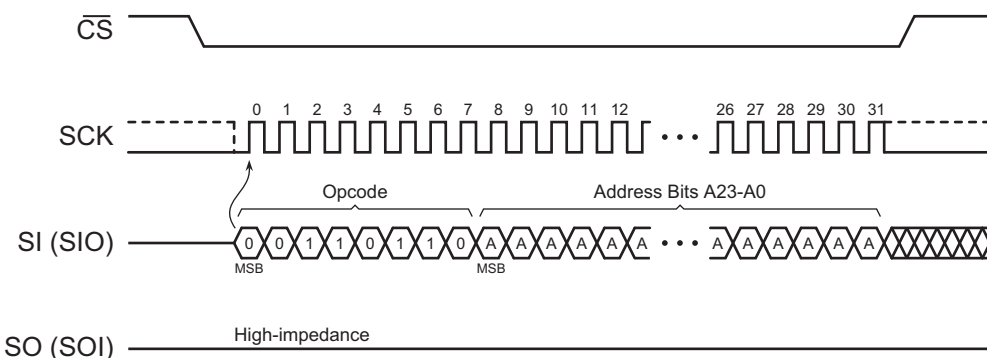 CS
0 1 2 3 4 5 6 7 8 9 10 11 12 26 27 28 29 30 31
SCK
Opcode Address Bits A23-A0
SI (SIO) 0 0 1 1 0 1 1 0 A A A A A A A A A A A A
MSB MSB
High-impedance
SO (SOI)